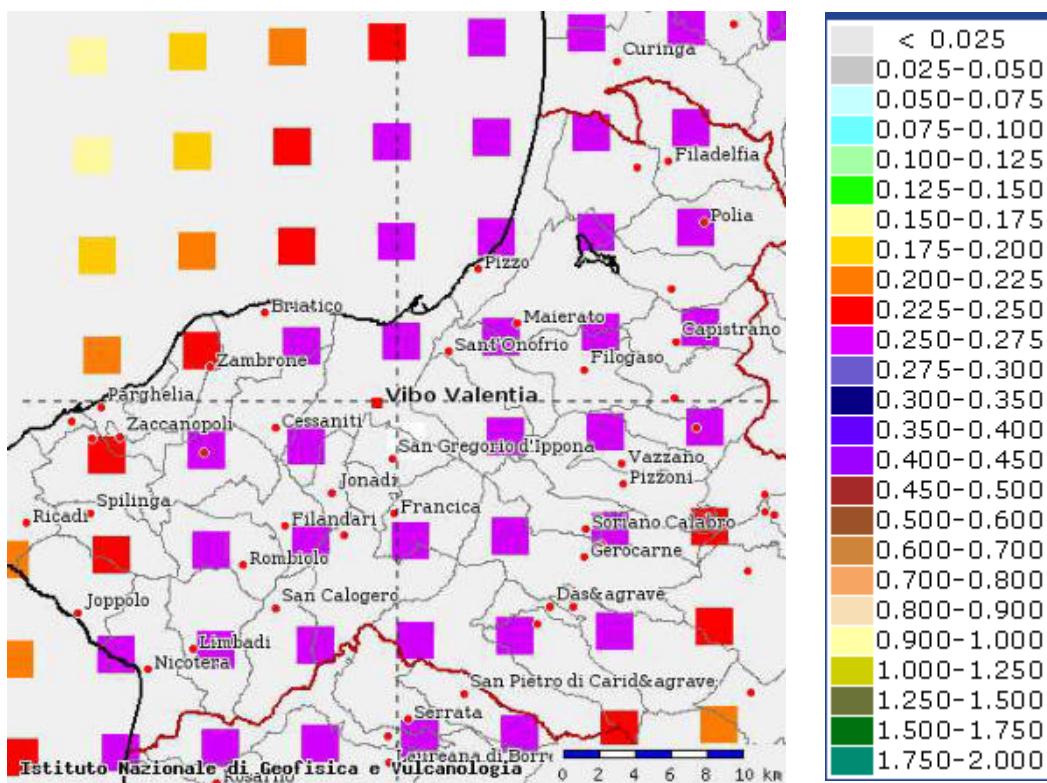 Curinga
Filadelfia
Polia
Pizzo
Briatico
Maierato
Capistrano
Sant'Onofrio
Filogaso
Zambrone
Parghelia
Vibo Valentia
Zaccanopoli
Cessaniti
San Gregorio d'Ippona
Vazzano
Jonadi
Pizzoni
Spilinga
Ricadi
Francica
Filandari
Soriano Calabro
Gerocarne
Rombiolo
Joppolo
San Calogero
Das&agrave;
Limbadi
Nicotera
San Pietro di Carid&agrave;
Serrata
Istituto Nazionale di Geofisica e Vulcanologia
0 2 4 6 8 10 km
< 0.025
0.025-0.050
0.050-0.075
0.075-0.100
0.100-0.125
0.125-0.150
0.150-0.175
0.175-0.200
0.200-0.225
0.225-0.250
0.250-0.275
0.275-0.300
0.300-0.350
0.350-0.400
0.400-0.450
0.450-0.500
0.500-0.600
0.600-0.700
0.700-0.800
0.800-0.900
0.900-1.000
1.000-1.250
1.250-1.500
1.500-1.750
1.750-2.000